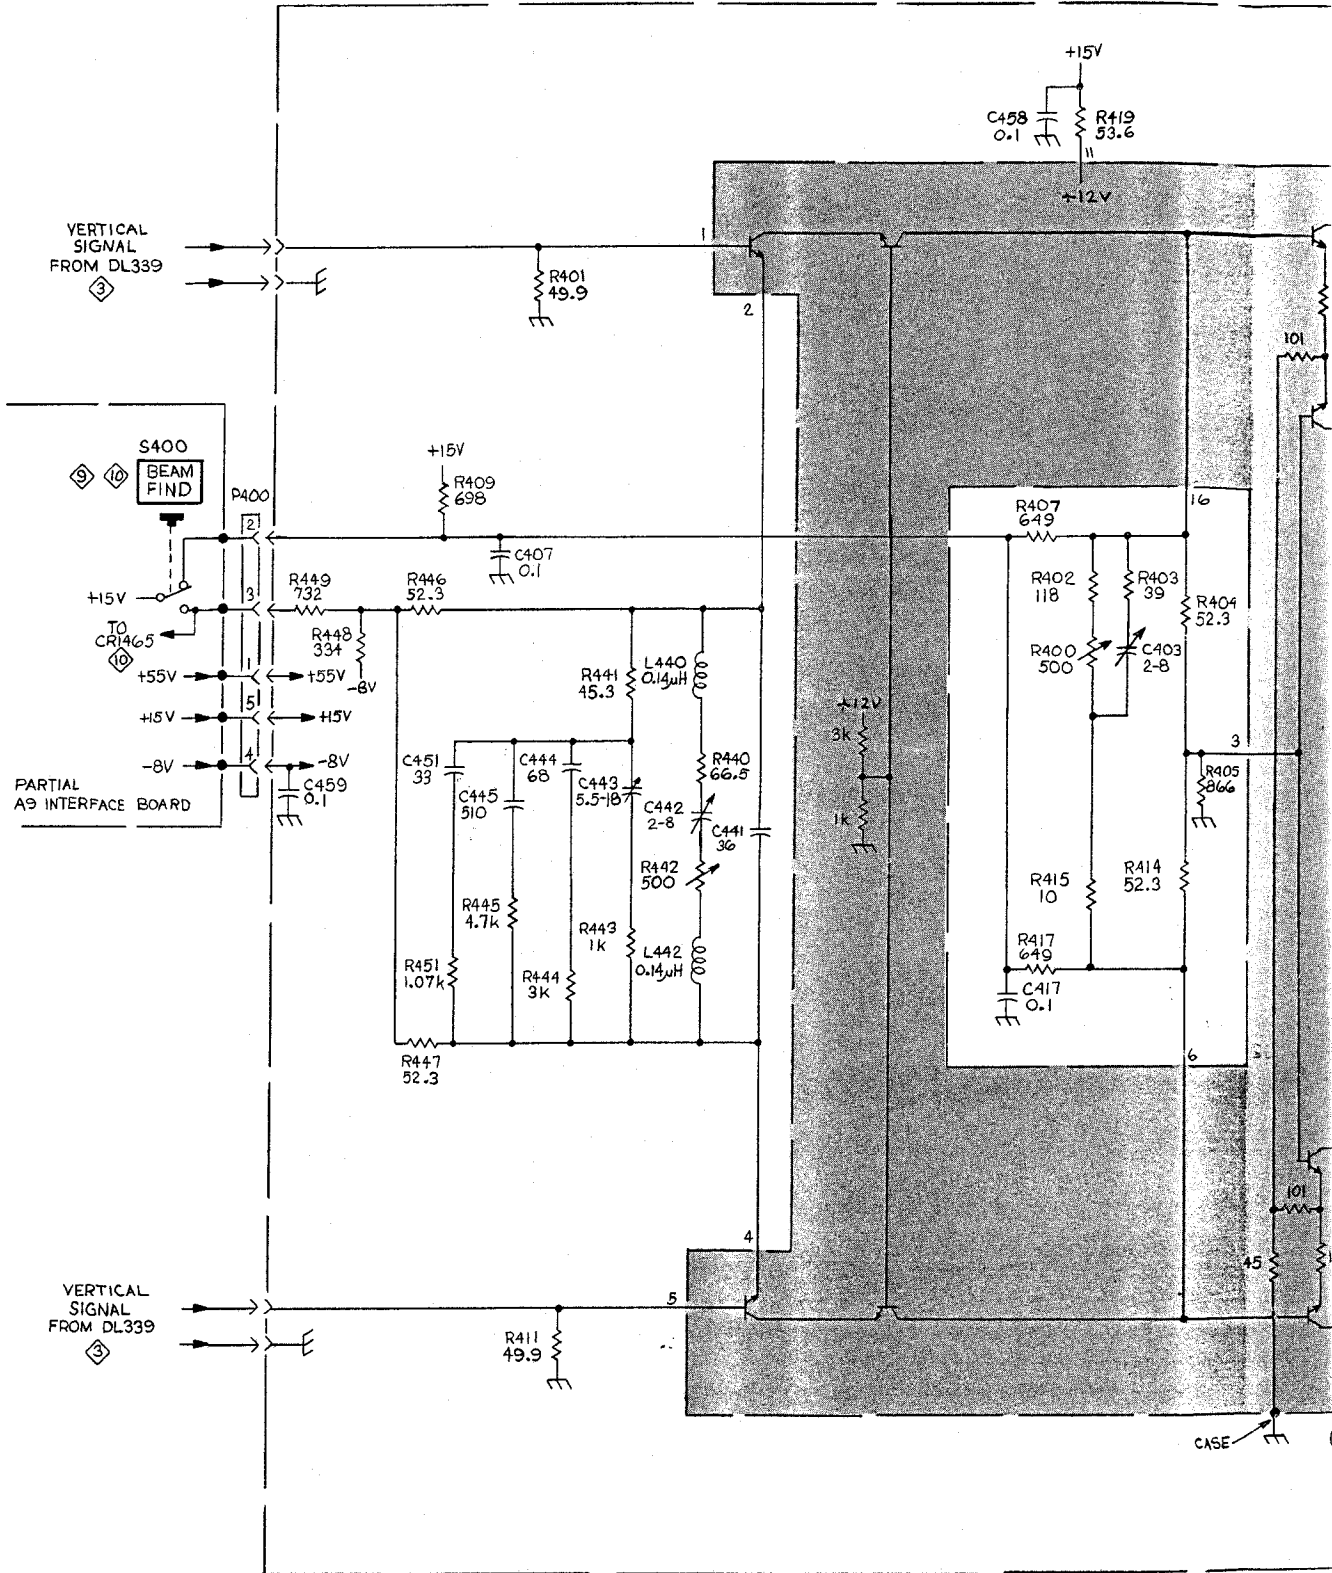 +15V
C458
0.1
R419
53.6
11
+12V
VERTICAL
SIGNAL
FROM DL339
3
R401
49.9
1
2
101
S400
9
10
BEAM
FIND
P400
2
+15V
R409
698
C407
0.1
3
R449
732
R446
52.3
+15V
TO
CR1465
10
R448
334
-8V
1
+55V
+55V
5
+15V
+15V
4
-8V
-8V
C459
0.1
PARTIAL
A9 INTERFACE BOARD
R441
45.3
L440
0.14µH
C451
33
C445
510
C444
68
C443
5.5-18
R440
66.5
C442
2-8
C441
36
R442
500
R445
4.7K
R443
1K
L442
0.14µH
R451
1.07K
R444
3K
R447
52.3
+12V
3K
1K
16
R407
649
R402
118
R403
39
R404
52.3
R400
500
C403
2-8
3
R405
866
R415
10
R414
52.3
R417
649
C417
0.1
6
101
45
4
VERTICAL
SIGNAL
FROM DL339
3
5
R411
49.9
CASE